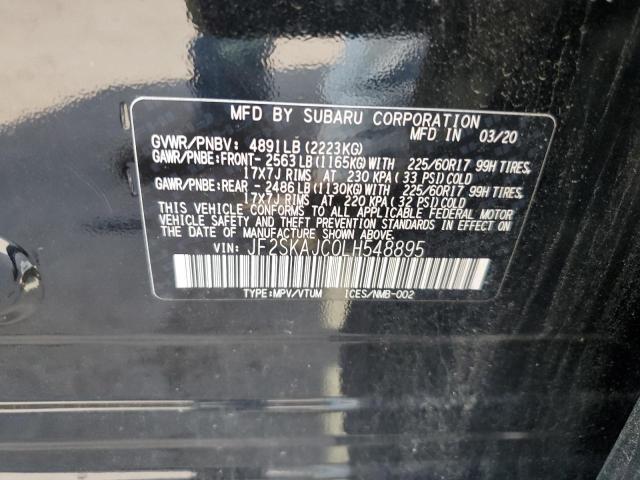 MFD BY SUBARU CORPORATION
MFD IN 03/20
GVWR/PNBV: 4891LB(2223KG)
GAWR/PNBE:FRONT-2563LB(1165KG)WITH 225/60R17 99H TIRES,
17X7J RIMS AT 230 KPA(33 PSI)COLD
GAWR/PNBE:REAR -2486LB(1130KG)WITH 225/60R17 99H TIRES,
17X7J RIMS AT 220 KPA(32 PSI)COLD
THIS VEHICLE CONFORMS TO ALL APPLICABLE FEDERAL MOTOR
VEHICLE SAFETY AND THEFT PREVENTION STANDARDS IN EFFECT ON
THE DATE OF MANUFACTURE SHOWN ABOVE.
VIN: JF2SKAJC0LH548895
TYPE:MPV/VTUM ICES/NMB-002